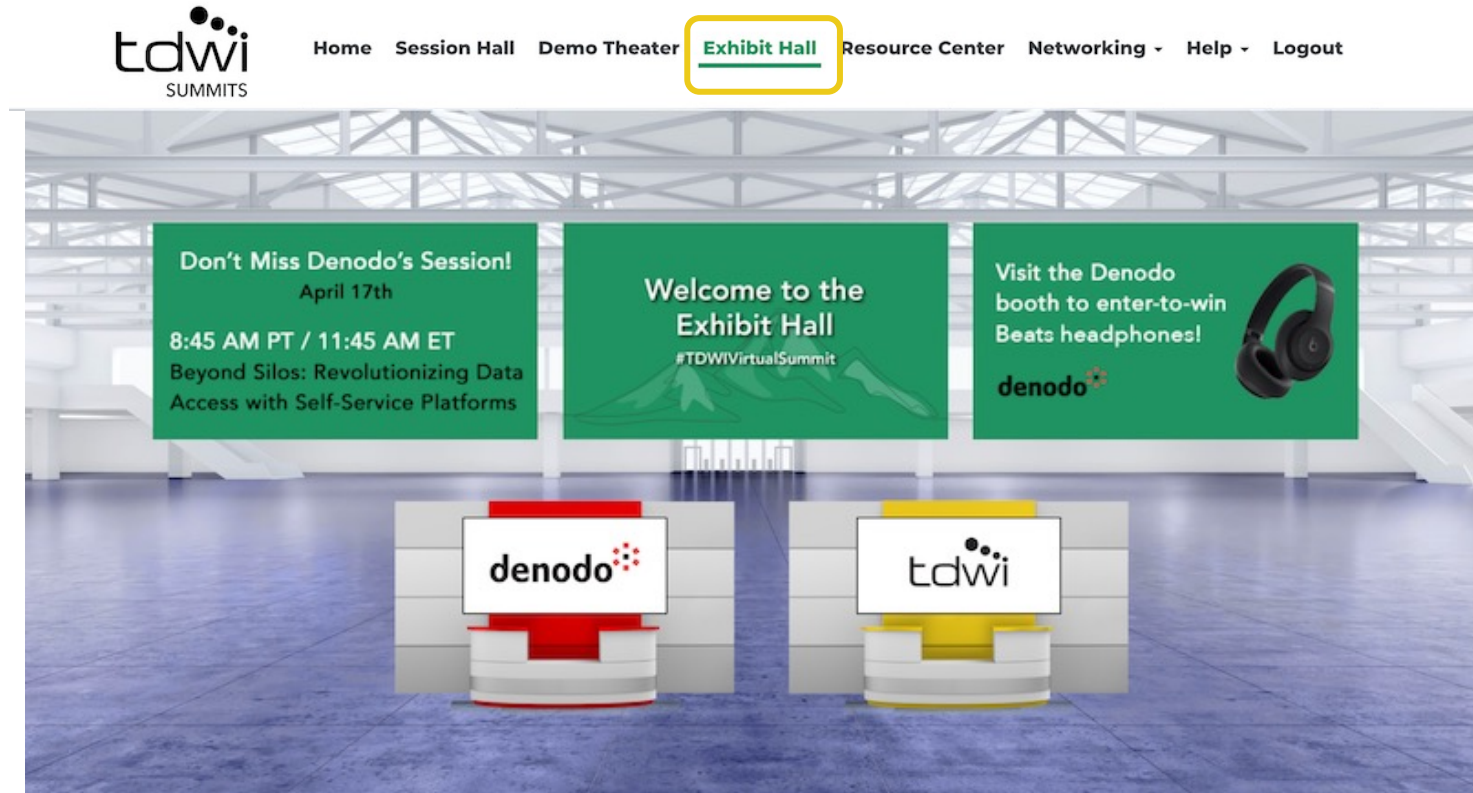 tdwi
SUMMITS
Home Session Hall Demo Theater Exhibit Hall Resource Center Networking Help Logout
Don't Miss Denodo's Session!
April 17th
8:45 AM PT / 11:45 AM ET
Beyond Silos: Revolutionizing Data
Access with Self-Service Platforms
Welcome to the
Exhibit Hall
#TDWIVirtualSummit
Visit the Denodo
booth to enter-to-win
Beats headphones!
denodo
denodo
tdwi